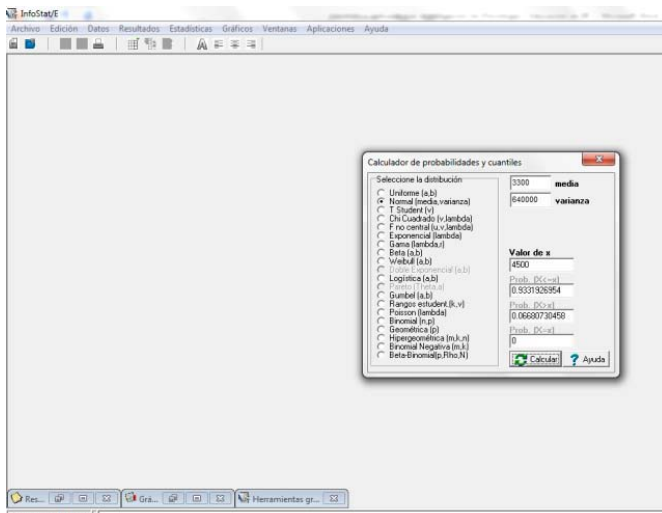 InfoStat/E
Archivo Edición Datos Resultados Estadísticas Gráficos Ventanas Aplicaciones Ayuda
Calculador de probabilidades y cuantiles
Seleccione la distibución
Uniforme (a,b)
Normal (media,varianza)
T Student (v)
Chi Cuadrado (v,lambda)
F no central (u,v,lambda)
Exponencial (lambda)
Gama (lambda,r)
Beta (a,b)
Weibull (a,b)
Doble Exponencial (a,b)
Logística (a,b)
Pareto (Theta,a)
Gumbel (a,b)
Rangos estudent.(k,v)
Poisson (lambda)
Binomial (n,p)
Geométrica (p)
Hipergeométrica (m,k,n)
Binomial Negativa (m,k)
Beta-Binomial(p,Rho,N)
3300 media
640000 varianza
Valor de x
4500
Prob. (X<=x)
0.9331926954
Prob. (X>x)
0.06680730458
Prob. (X=x)
0
Calcular ? Ayuda
Res... Grá... Herramientas gr...